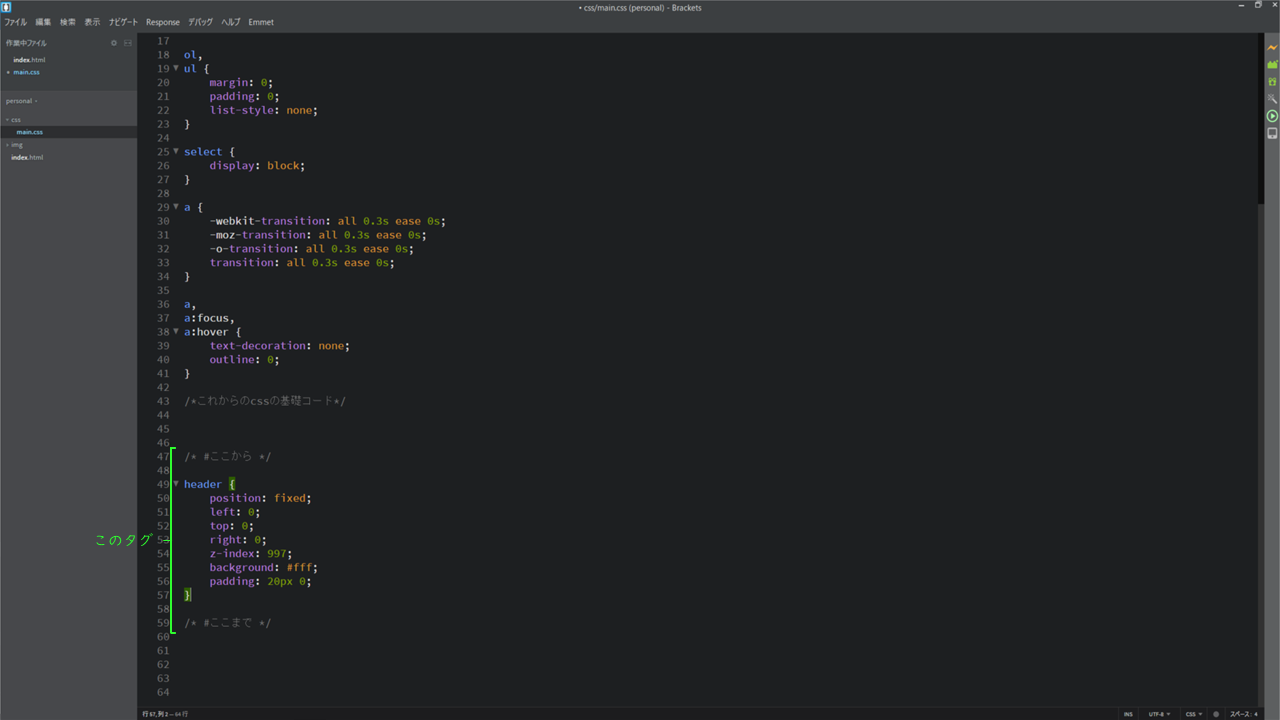 • css/main.css (personal) - Brackets
ファイル 編集 検索 表示 ナビゲート Response デバッグ ヘルプ Emmet
作業中ファイル
index.html
• main.css
personal
css
main.css
img
index.html
17
18 ol,
19 ul {
20 margin: 0;
21 padding: 0;
22 list-style: none;
23 }
24
25 select {
26 display: block;
27 }
28
29 a {
30 -webkit-transition: all 0.3s ease 0s;
31 -moz-transition: all 0.3s ease 0s;
32 -o-transition: all 0.3s ease 0s;
33 transition: all 0.3s ease 0s;
34 }
35
36 a,
37 a:focus,
38 a:hover {
39 text-decoration: none;
40 outline: 0;
41 }
42
43 /*これからのcssの基礎コード*/
44
45
46
47 /* #ここから */
48
49 header {
50 position: fixed;
51 left: 0;
52 top: 0;
このタグ
53 right: 0;
54 z-index: 997;
55 background: #fff;
56 padding: 20px 0;
57 }
58
59 /* #ここまで */
60
61
62
63
64
行 57, 列 2 — 64 行
INS UTF-8 CSS スペース: 4